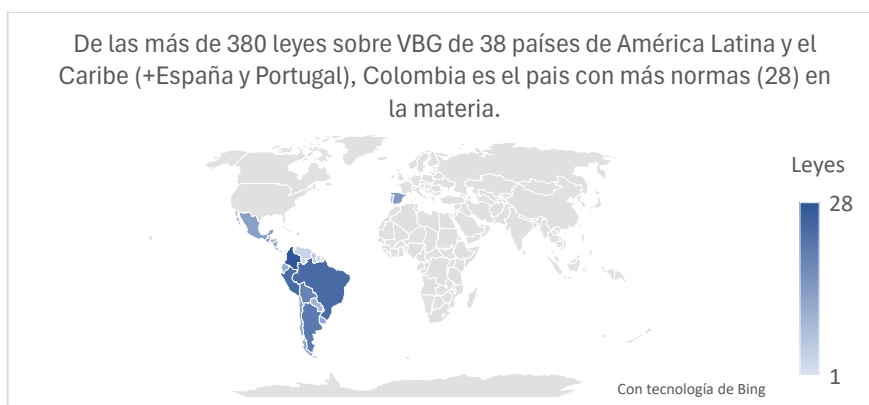 De las más de 380 leyes sobre VBG de 38 países de América Latina y el
Caribe (+España y Portugal), Colombia es el pais con más normas (28) en
la materia.
Leyes
28
1
Con tecnología de Bing